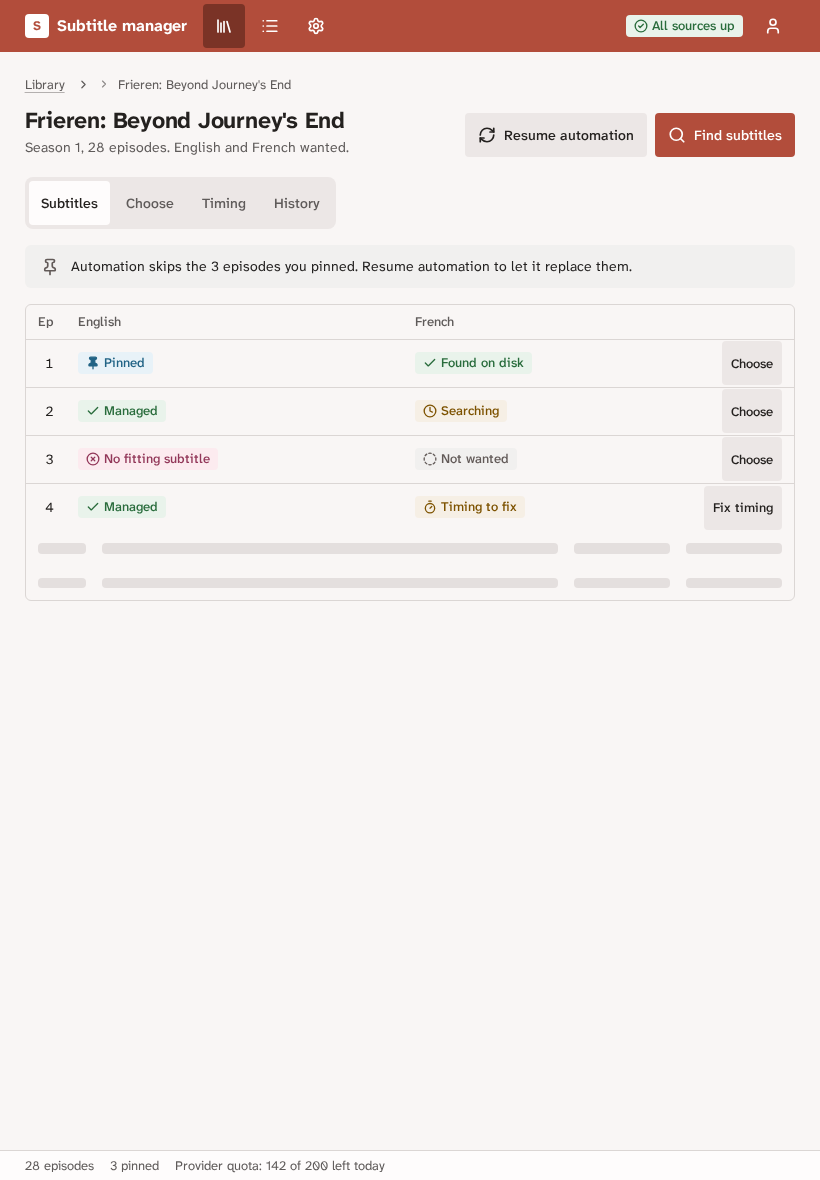 S Subtitle manager All sources up
Library Frieren: Beyond Journey's End
Frieren: Beyond Journey's End
Season 1, 28 episodes. English and French wanted.
Resume automation Find subtitles
Subtitles Choose Timing History
Automation skips the 3 episodes you pinned. Resume automation to let it replace them.
Ep English French
1 Pinned Found on disk Choose
2 Managed Searching Choose
3 No fitting subtitle Not wanted Choose
4 Managed Timing to fix Fix timing
28 episodes 3 pinned Provider quota: 142 of 200 left today